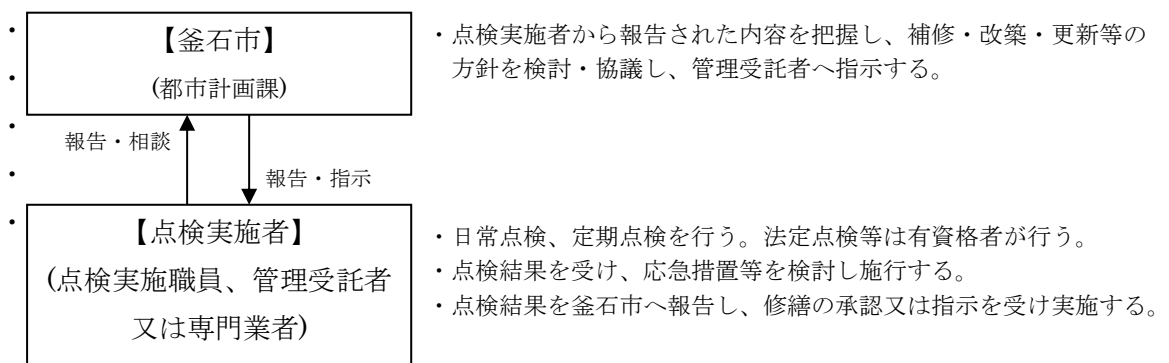 【釜石市】
(都市計画課)
・点検実施者から報告された内容を把握し、補修・改築・更新等の
方針を検討・協議し、管理受託者へ指示する。
報告・相談
報告・指示
【点検実施者】
(点検実施職員、管理受託者
又は専門業者)
・日常点検、定期点検を行う。法定点検等は有資格者が行う。
・点検結果を受け、応急措置等を検討し施行する。
・点検結果を釜石市へ報告し、修繕の承認又は指示を受け実施する。